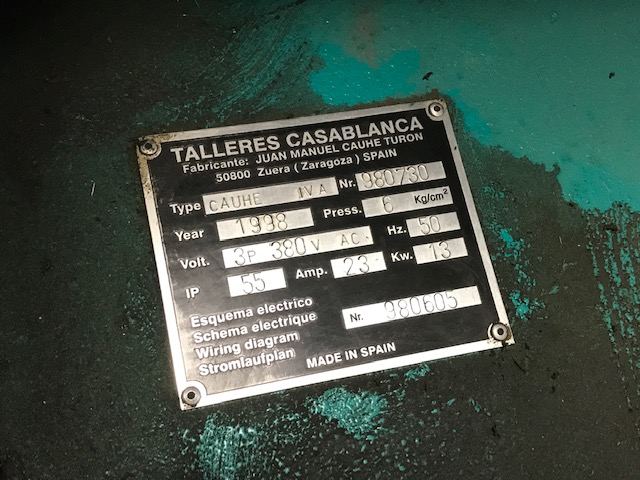 TALLERES CASABLANCA
Fabricante: JUAN MANUEL CAUHE TURON
50800 Zuera (Zaragoza) SPAIN
Type CAUHE IVA Nr. 980730
Year 1998 Press. 6 Kg/cm²
Volt. 3P 380V AC. Hz. 50
IP 55 Amp. 23 Kw. 13
Esquema electrico
Schema electrique
Wiring diagram
Stromlaufplan
Nr. 980605
MADE IN SPAIN